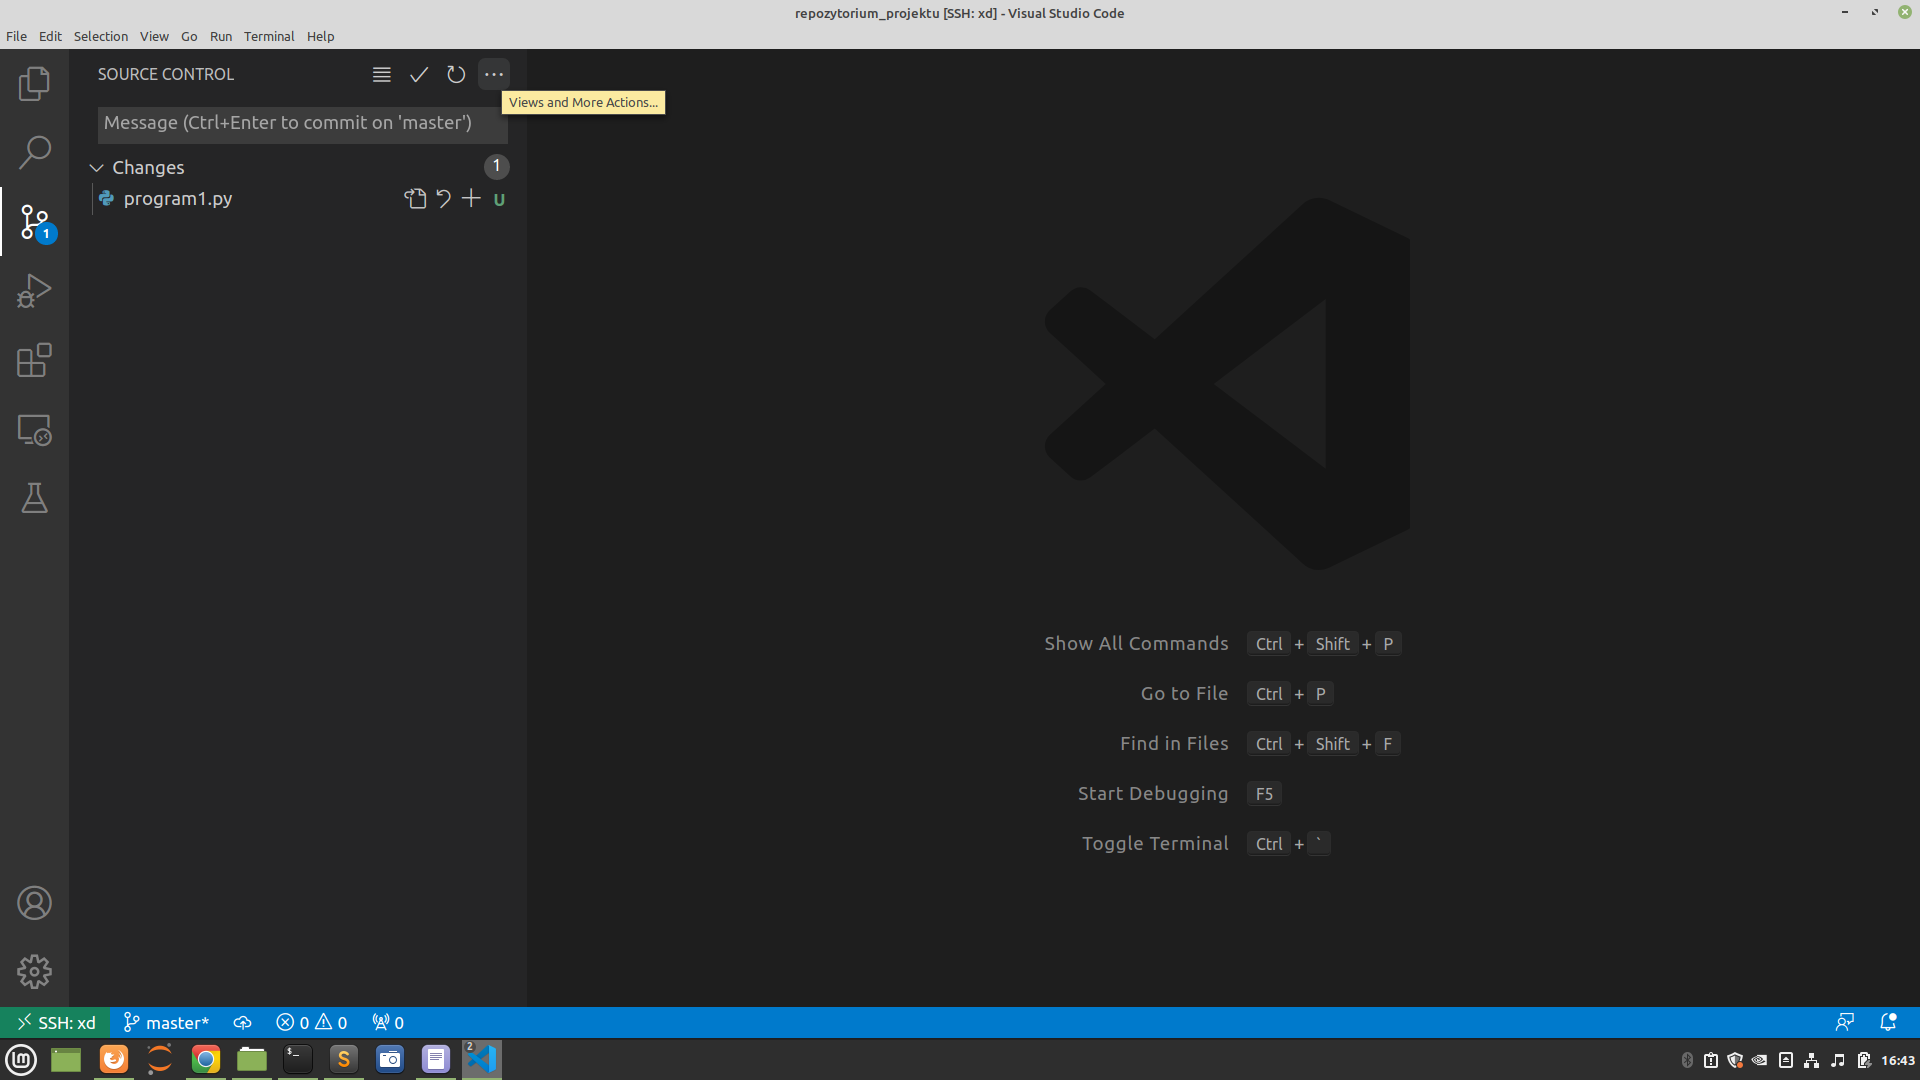 repozytorium_projektu [SSH: xd] - Visual Studio Code
File Edit Selection View Go Run Terminal Help
SOURCE CONTROL
Views and More Actions...
Message (Ctrl+Enter to commit on 'master')
Changes 1
program1.py U
1
Show All Commands Ctrl + Shift + P
Go to File Ctrl + P
Find in Files Ctrl + Shift + F
Start Debugging F5
Toggle Terminal Ctrl + `
SSH: xd master* 0 0 0
$_ S 2 16:43